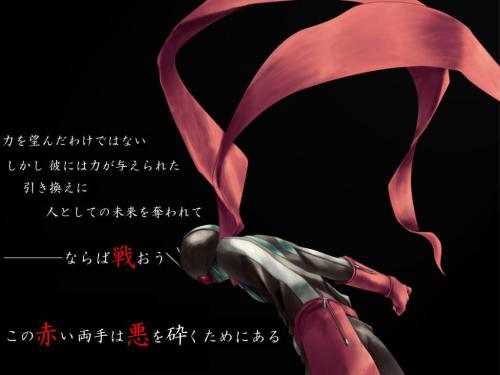 力を望んだわけではない
しかし 彼には力が与えられた
引き換えに
人としての未来を奪われて
――――ならば戦おう
この赤い両手は悪を砕くためにある